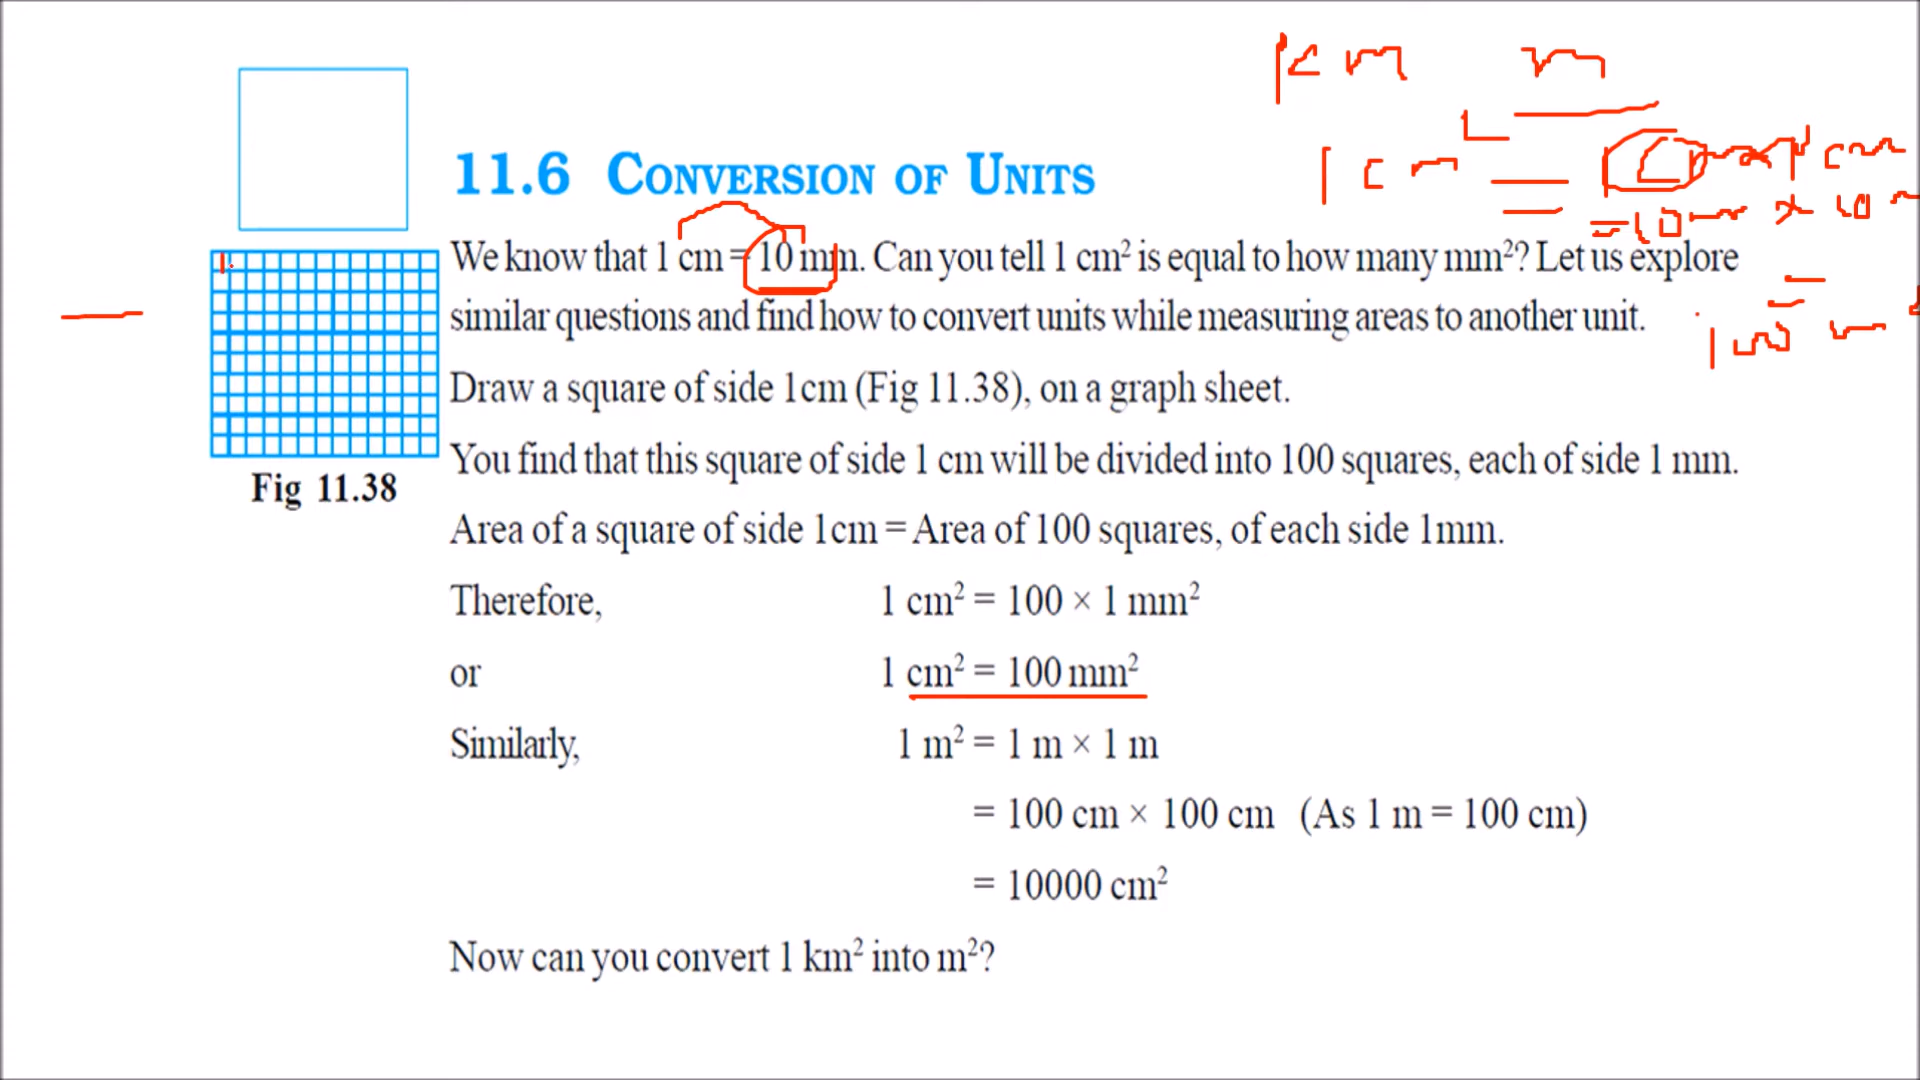 km m
1 cm
11.6 CONVERSION OF UNITS
= 10 m × 10
We know that 1 cm = 10 mm. Can you tell 1 cm² is equal to how many mm²? Let us explore
similar questions and find how to convert units while measuring areas to another unit.
100 m
Draw a square of side 1cm (Fig 11.38), on a graph sheet.
You find that this square of side 1 cm will be divided into 100 squares, each of side 1 mm.
Fig 11.38
Area of a square of side 1cm = Area of 100 squares, of each side 1mm.
Therefore, 1 cm² = 100 × 1 mm²
or 1 cm² = 100 mm²
Similarly, 1 m² = 1 m × 1 m
= 100 cm × 100 cm (As 1 m = 100 cm)
= 10000 cm²
Now can you convert 1 km² into m²?